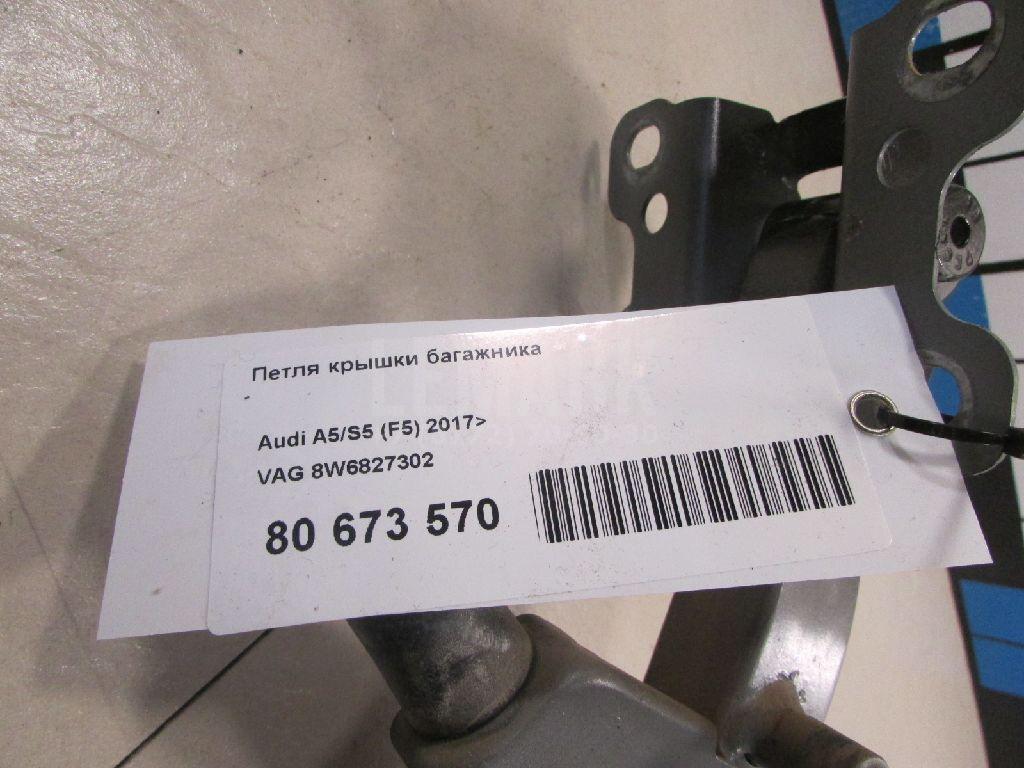 Петля крышки багажника
Audi A5/S5 (F5) 2017>
VAG 8W6827302
80 673 570